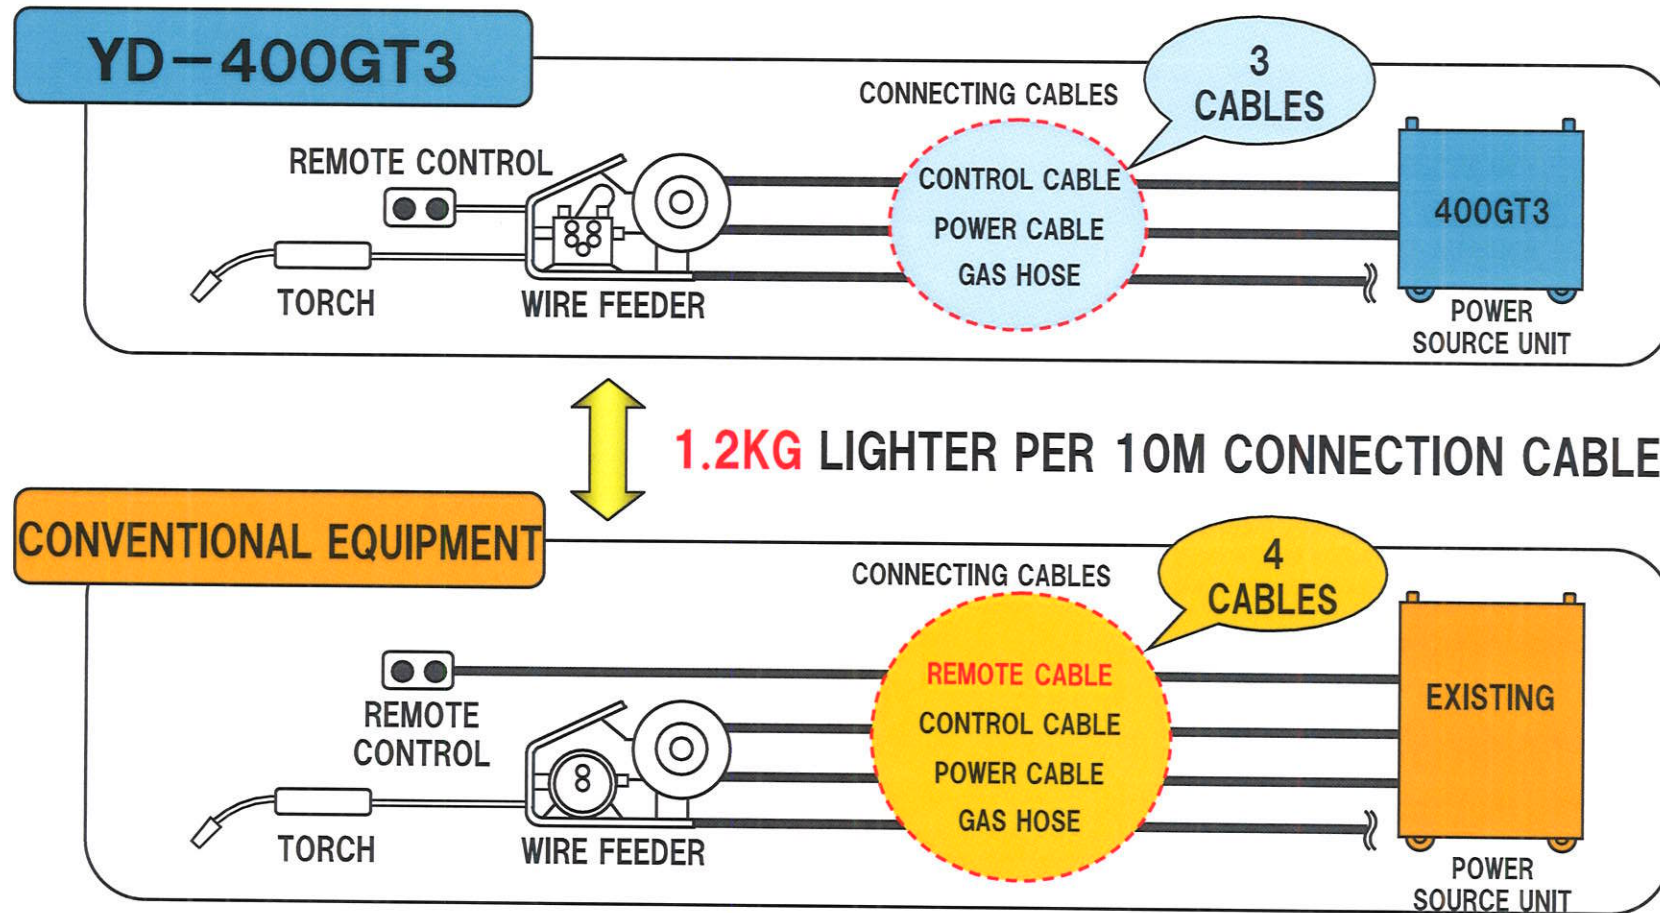 YD-400GT3
3
CABLES
CONNECTING CABLES
REMOTE CONTROL
CONTROL CABLE
POWER CABLE
GAS HOSE
400GT3
TORCH
WIRE FEEDER
POWER
SOURCE UNIT
1.2KG LIGHTER PER 10M CONNECTION CABLE
CONVENTIONAL EQUIPMENT
4
CABLES
CONNECTING CABLES
REMOTE CABLE
CONTROL CABLE
POWER CABLE
GAS HOSE
EXISTING
REMOTE
CONTROL
TORCH
WIRE FEEDER
POWER
SOURCE UNIT